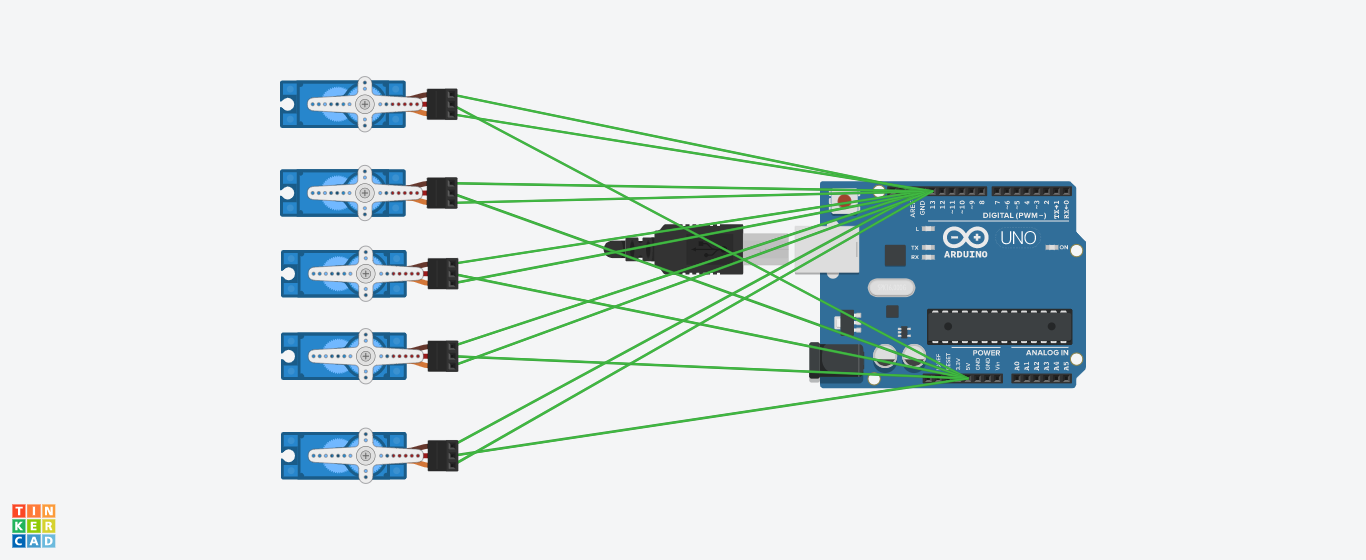 AREF
GND
13
12
~11
~10
~9
8
7
~6
~5
4
~3
2
TX→1
RX←0
DIGITAL (PWM~)
L
TX
RX
UNO
ARDUINO
ON
POWER
ANALOG IN
RESET
3.3V
5V
GND
GND
Vin
A0
A1
A2
A3
A4
A5
TIN
KER
CAD